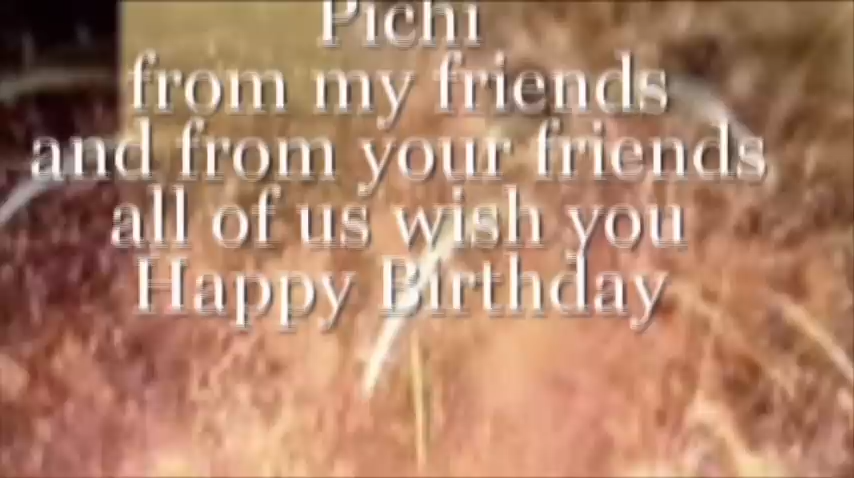 Pichi
from my friends
and from your friends
all of us wish you
Happy Birthday